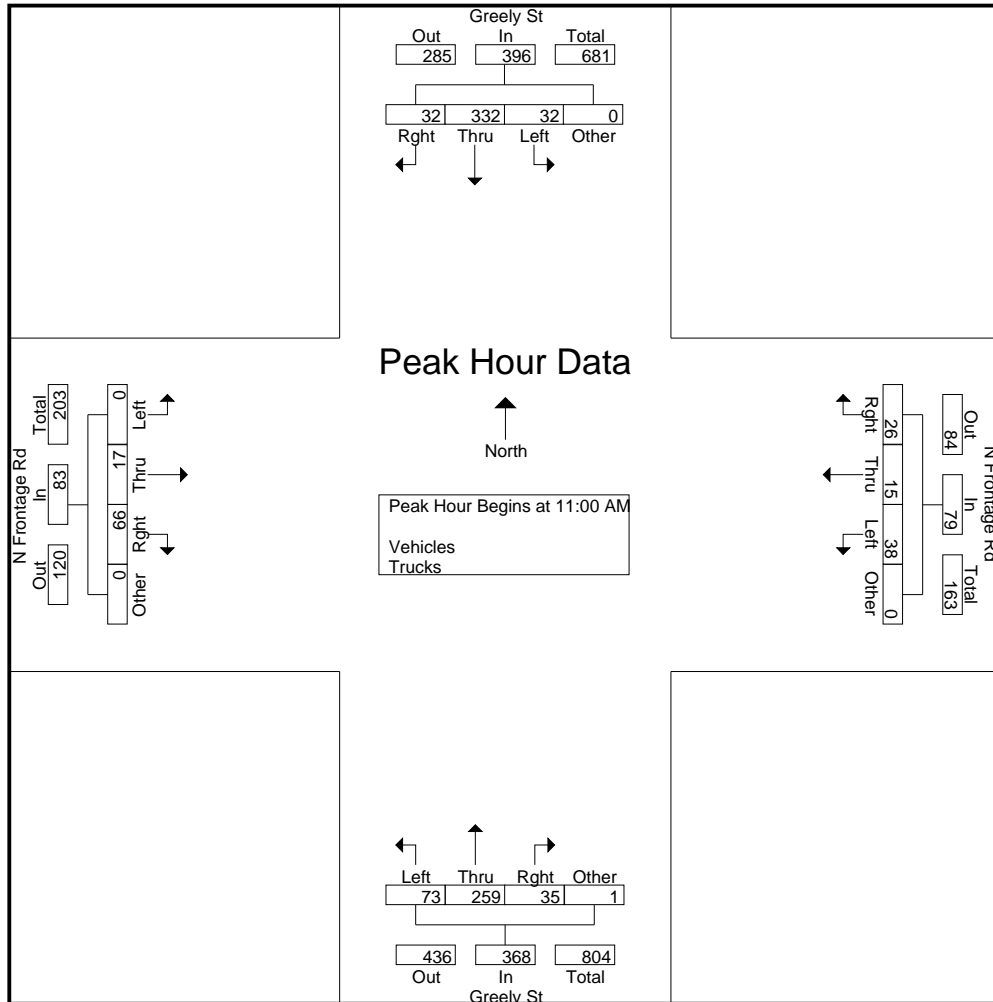 Greely St
Out In Total
285 396 681
32 332 32 0
Rght Thru Left Other
Peak Hour Data
North
Peak Hour Begins at 11:00 AM
Vehicles
Trucks
N Frontage Rd
Total In Out
203 83 120
0 17 66 0
Left Thru Rght Other
Rght Thru Left Other
26 15 38 0
Out In Total
84 79 163
N Frontage Rd
Left Thru Rght Other
73 259 35 1
436 368 804
Out In Total
Greely St